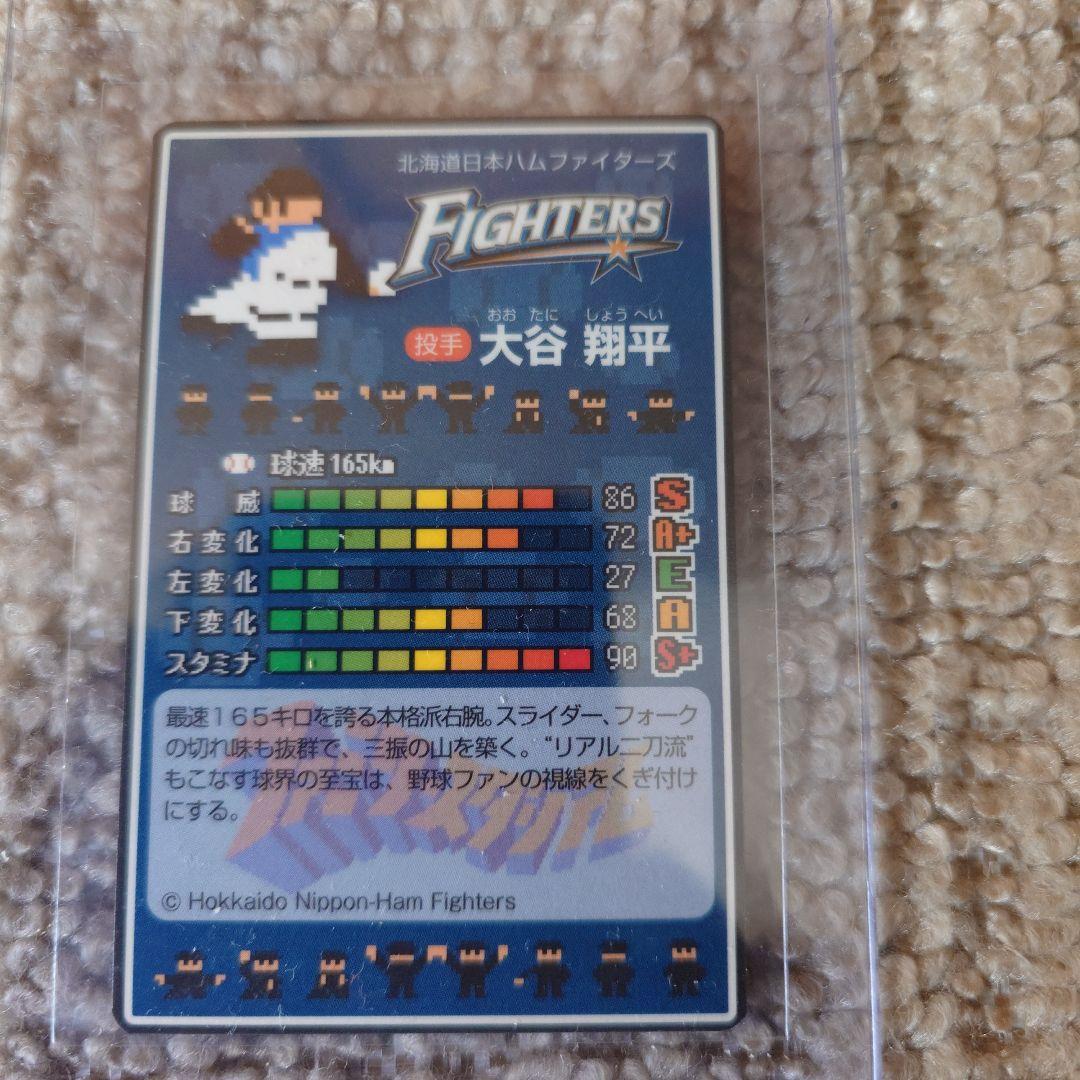 北海道日本ハムファイターズ
FIGHTERS
おおたに しょうへい
投手 大谷 翔平
球速165km
球威 86 S
右変化 72 A+
左変化 27 E
下変化 68 A
スタミナ 90 S+
最速165キロを誇る本格派右腕。スライダー、フォーク
の切れ味も抜群で、三振の山を築く。“リアル二刀流”
もこなす球界の至宝は、野球ファンの視線をくぎ付け
にする。
© Hokkaido Nippon-Ham Fighters